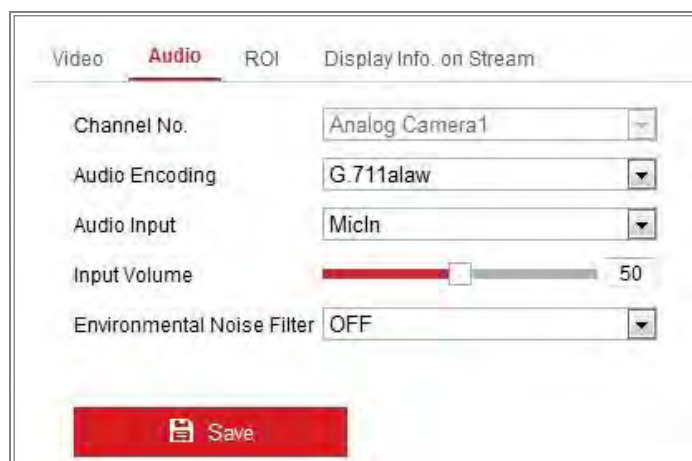 Video Audio ROI Display Info. on Stream
Channel No. Analog Camera1
Audio Encoding G.711alaw
Audio Input MicIn
Input Volume 50
Environmental Noise Filter OFF
Save